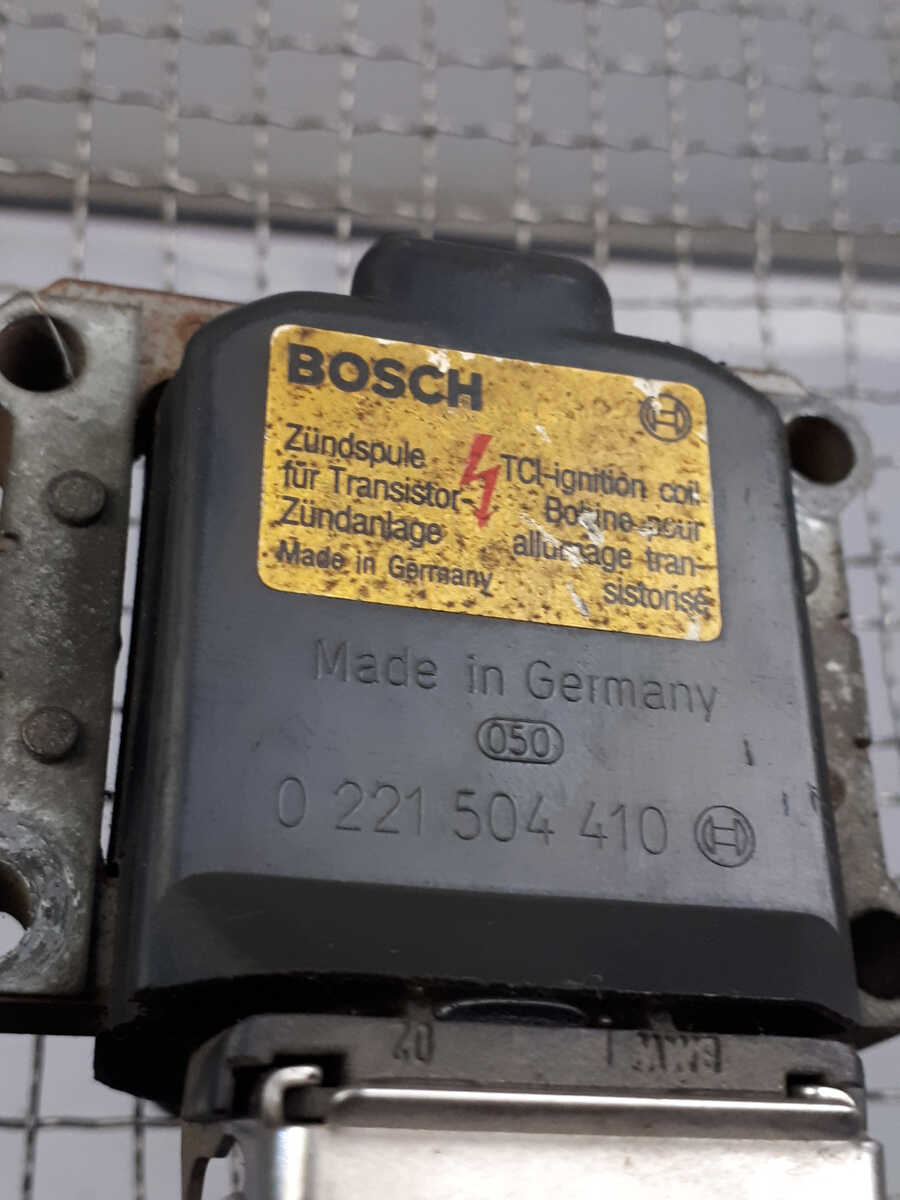 BOSCH
Zündspule
für Transistor-
Zündanlage
Made in Germany
TCI-ignition coil
Bobine pour
allumage tran-
sistorisé
Made in Germany
050
0 221 504 410